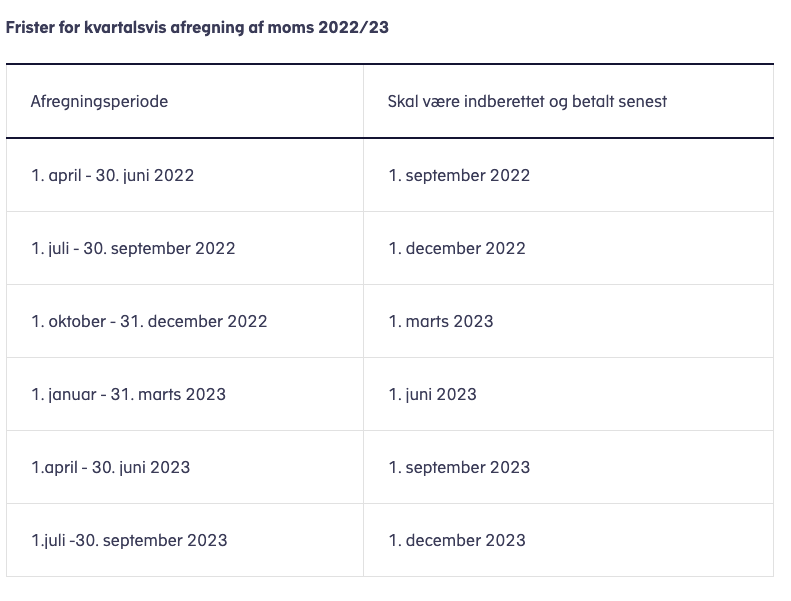 Frister for kvartalsvis afregning af moms 2022/23
Afregningsperiode Skal være indberettet og betalt senest
1. april - 30. juni 2022 1. september 2022
1. juli - 30. september 2022 1. december 2022
1. oktober - 31. december 2022 1. marts 2023
1. januar - 31. marts 2023 1. juni 2023
1.april - 30. juni 2023 1. september 2023
1.juli -30. september 2023 1. december 2023